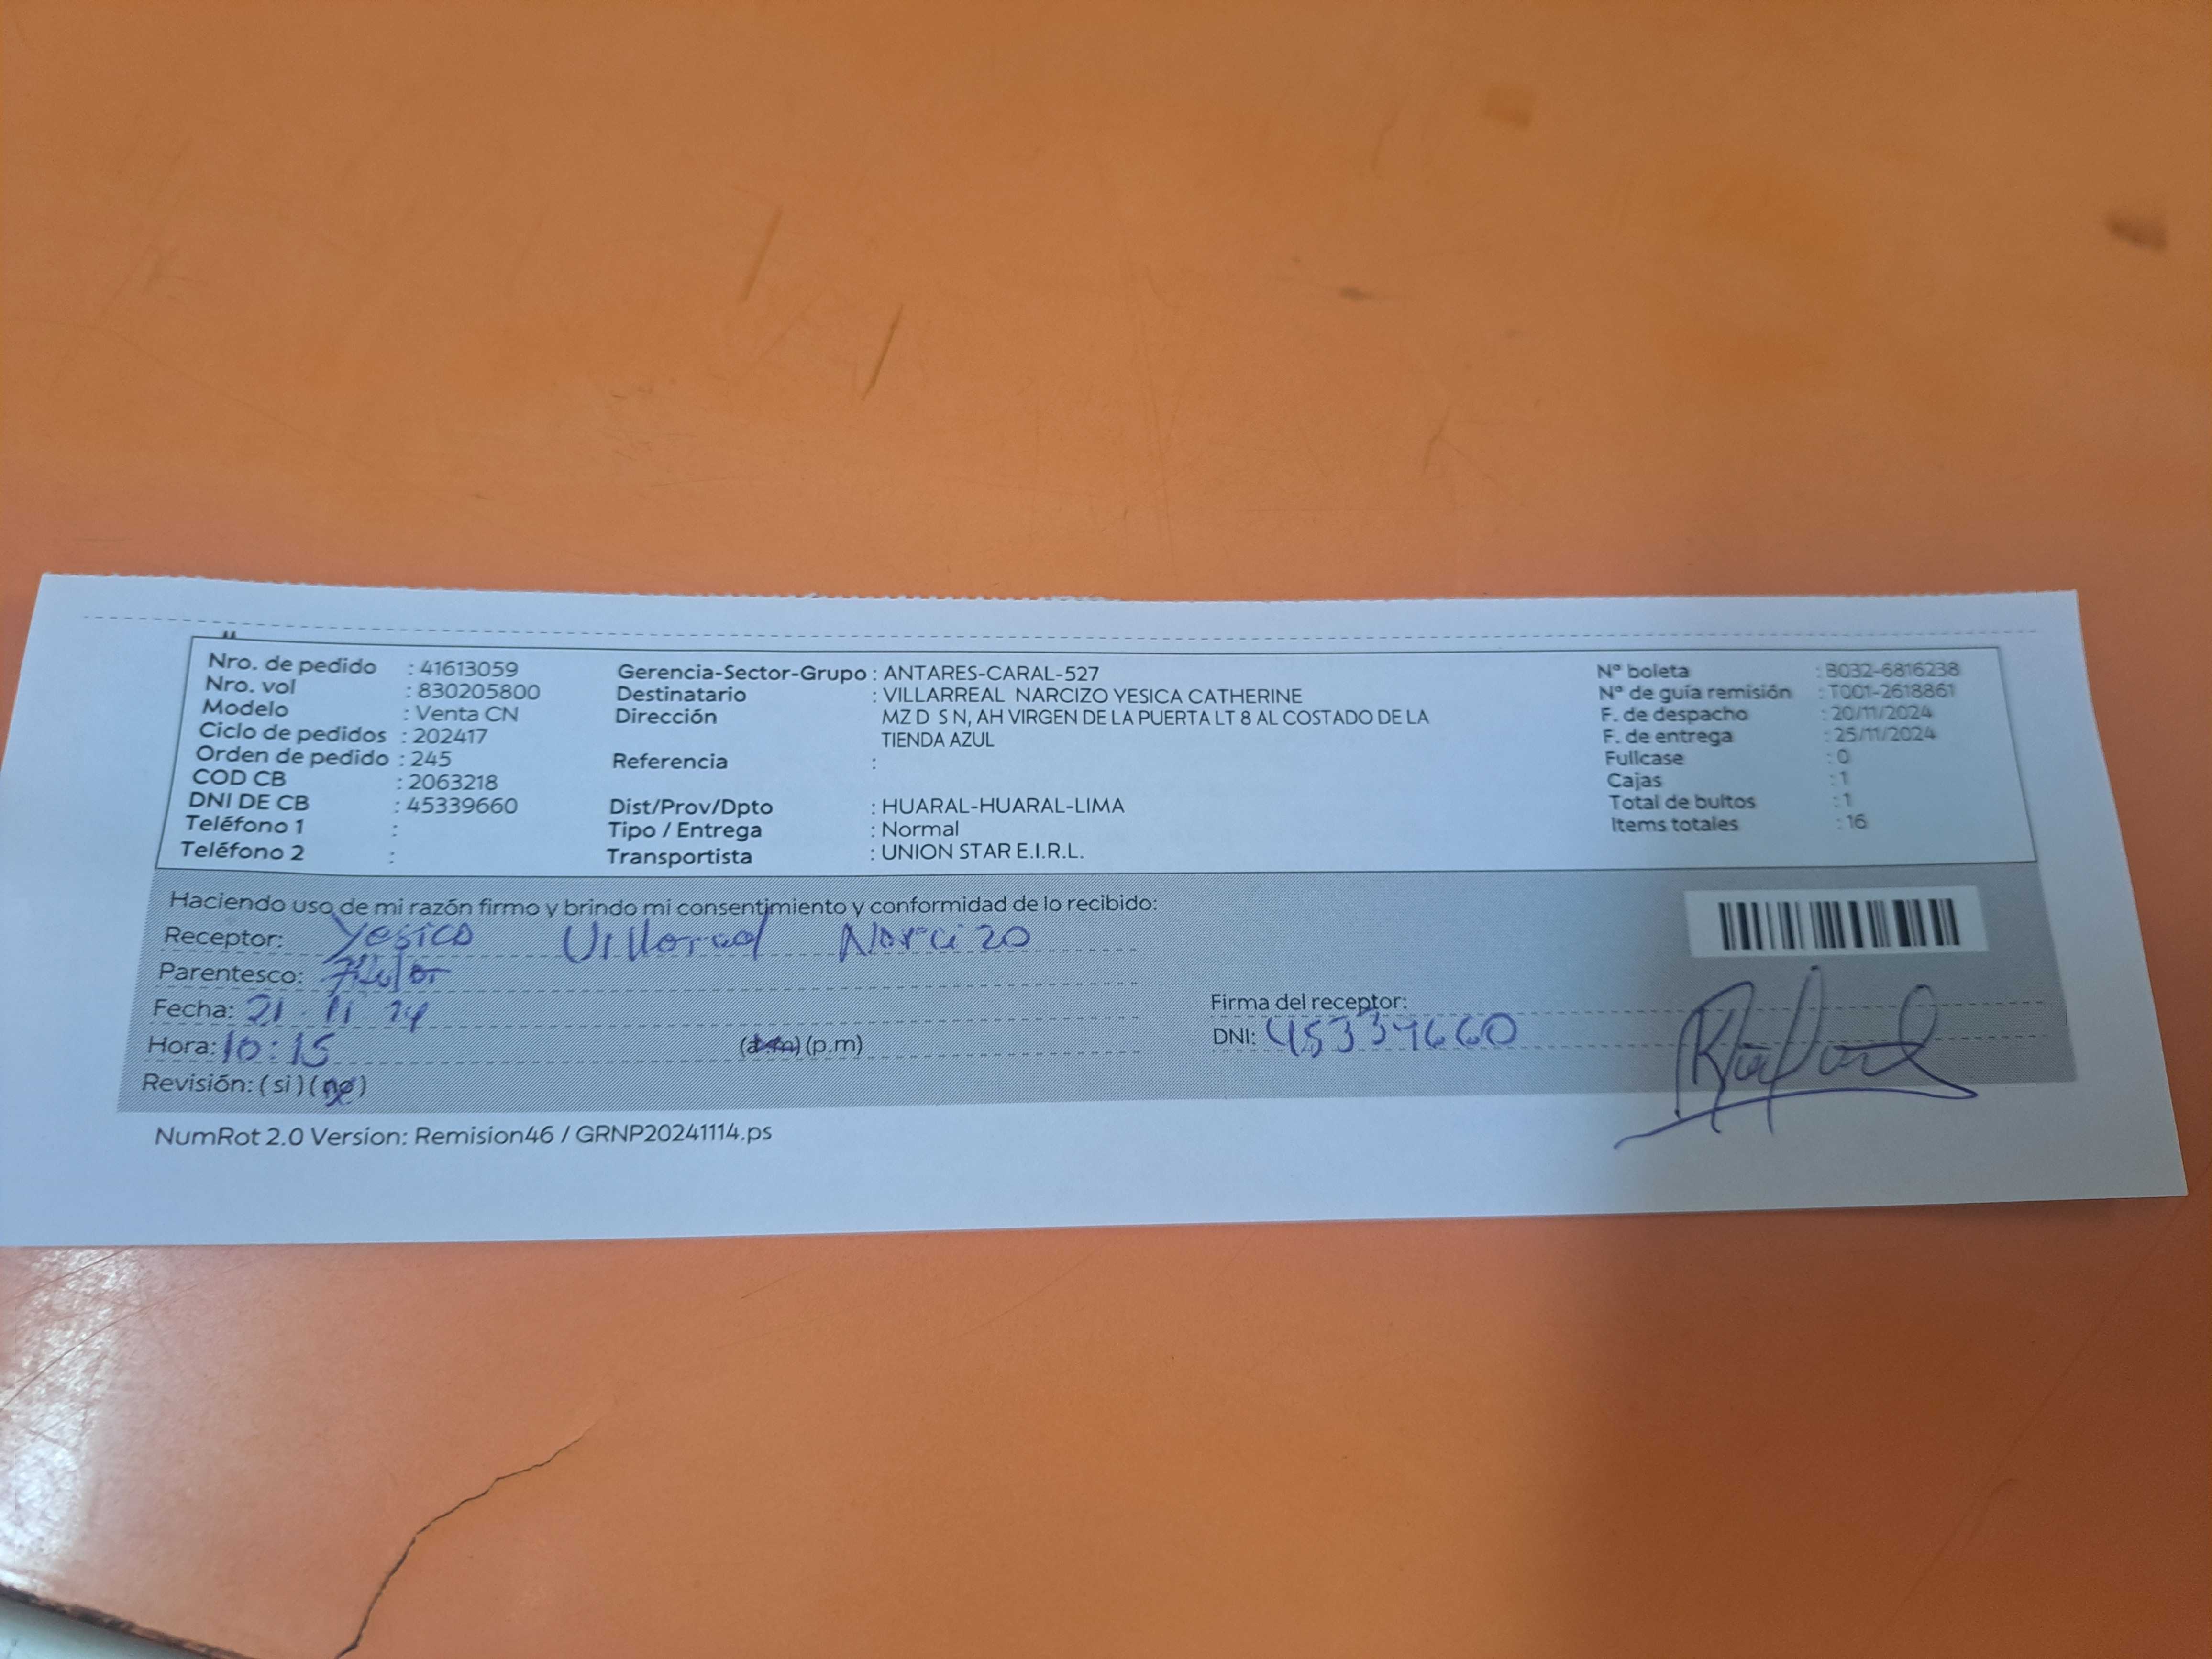 Nro. de pedido : 41613059
Nro. vol : 830205800
Modelo : Venta CN
Ciclo de pedidos : 202417
Orden de pedido : 245
COD CB : 2063218
DNI DE CB : 45339660
Teléfono 1 :
Teléfono 2 :
Gerencia-Sector-Grupo : ANTARES-CARAL-527
Destinatario : VILLARREAL NARCIZO YESICA CATHERINE
Dirección MZ D S N, AH VIRGEN DE LA PUERTA LT 8 AL COSTADO DE LA
TIENDA AZUL
Referencia :
Dist/Prov/Dpto : HUARAL-HUARAL-LIMA
Tipo / Entrega : Normal
Transportista : UNION STAR E.I.R.L.
Nº boleta : B032-6816238
Nº de guía remisión : T001-2618861
F. de despacho : 20/11/2024
F. de entrega : 25/11/2024
Fullcase : 0
Cajas : 1
Total de bultos : 1
Items totales : 16
Haciendo uso de mi razón firmo y brindo mi consentimiento y conformidad de lo recibido:
Receptor: Yesica Villareal Narcizo
Parentesco:
Fecha: 21 11 24
Hora: 10:15 (a.m) (p.m)
Revisión: (si) (no)
Firma del receptor:
DNI: 45339660
NumRot 2.0 Version: Remision46 / GRNP20241114.ps